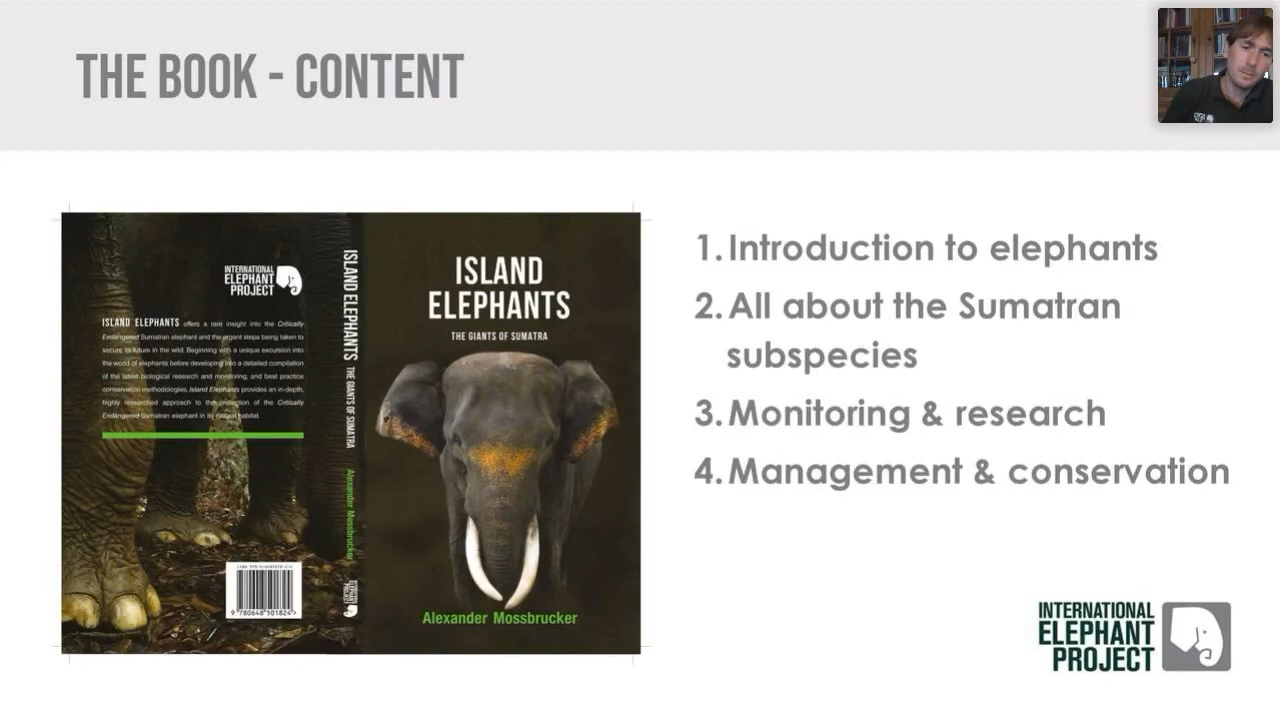 THE BOOK - CONTENT
INTERNATIONAL
ELEPHANT
PROJECT
ISLAND ELEPHANTS offers a rare insight into the Critically
Endangered Sumatran elephant and the urgent steps being taken to
secure its future in the wild. Beginning with a unique excursion into
the world of elephants before developing into a detailed compilation
of the latest biological research and monitoring, and best practice
conservation methodologies, Island Elephants provides an in-depth,
highly researched approach to the protection of the Critically
Endangered Sumatran elephant in its natural habitat.
9 780648 501824 >
ISLAND ELEPHANTS THE GIANTS OF SUMATRA Alexander Mossbrucker
ISLAND
ELEPHANTS
THE GIANTS OF SUMATRA
Alexander Mossbrucker
1. Introduction to elephants
2. All about the Sumatran
subspecies
3. Monitoring & research
4. Management & conservation
INTERNATIONAL
ELEPHANT
PROJECT